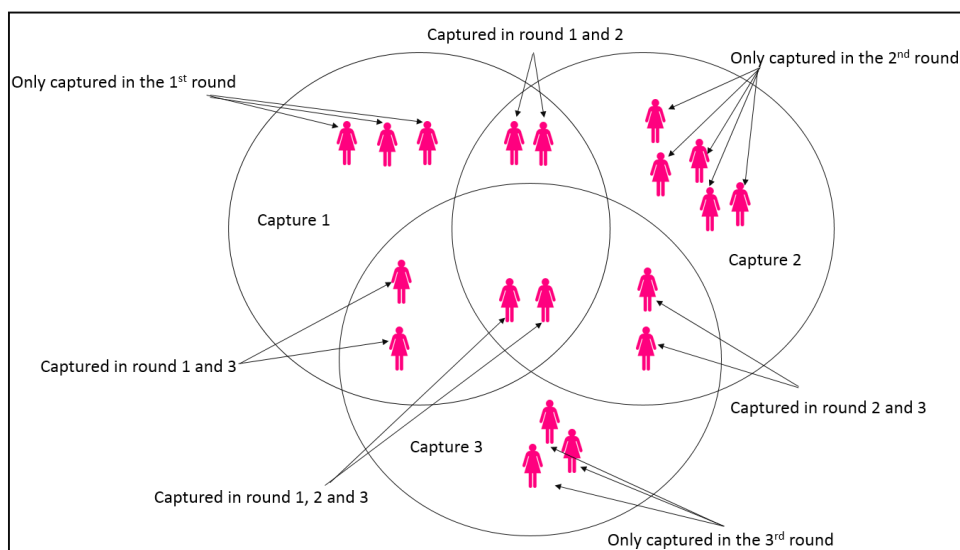 Captured in round 1 and 2
Only captured in the 2nd round
Only captured in the 1st round
Capture 1
Capture 2
Captured in round 1 and 3
Captured in round 2 and 3
Capture 3
Captured in round 1, 2 and 3
Only captured in the 3rd round